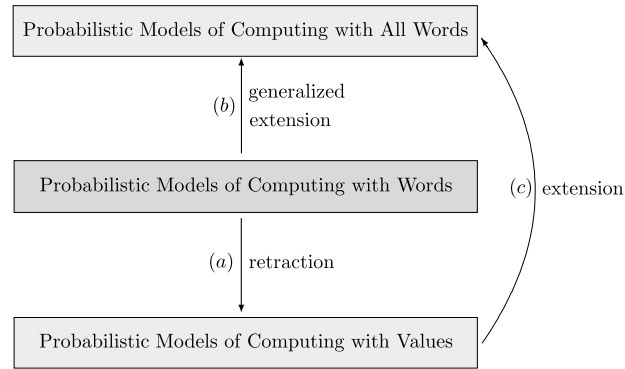 Probabilistic Models of Computing with All Words
(b) generalized
extension
Probabilistic Models of Computing with Words
(c) extension
(a) retraction
Probabilistic Models of Computing with Values